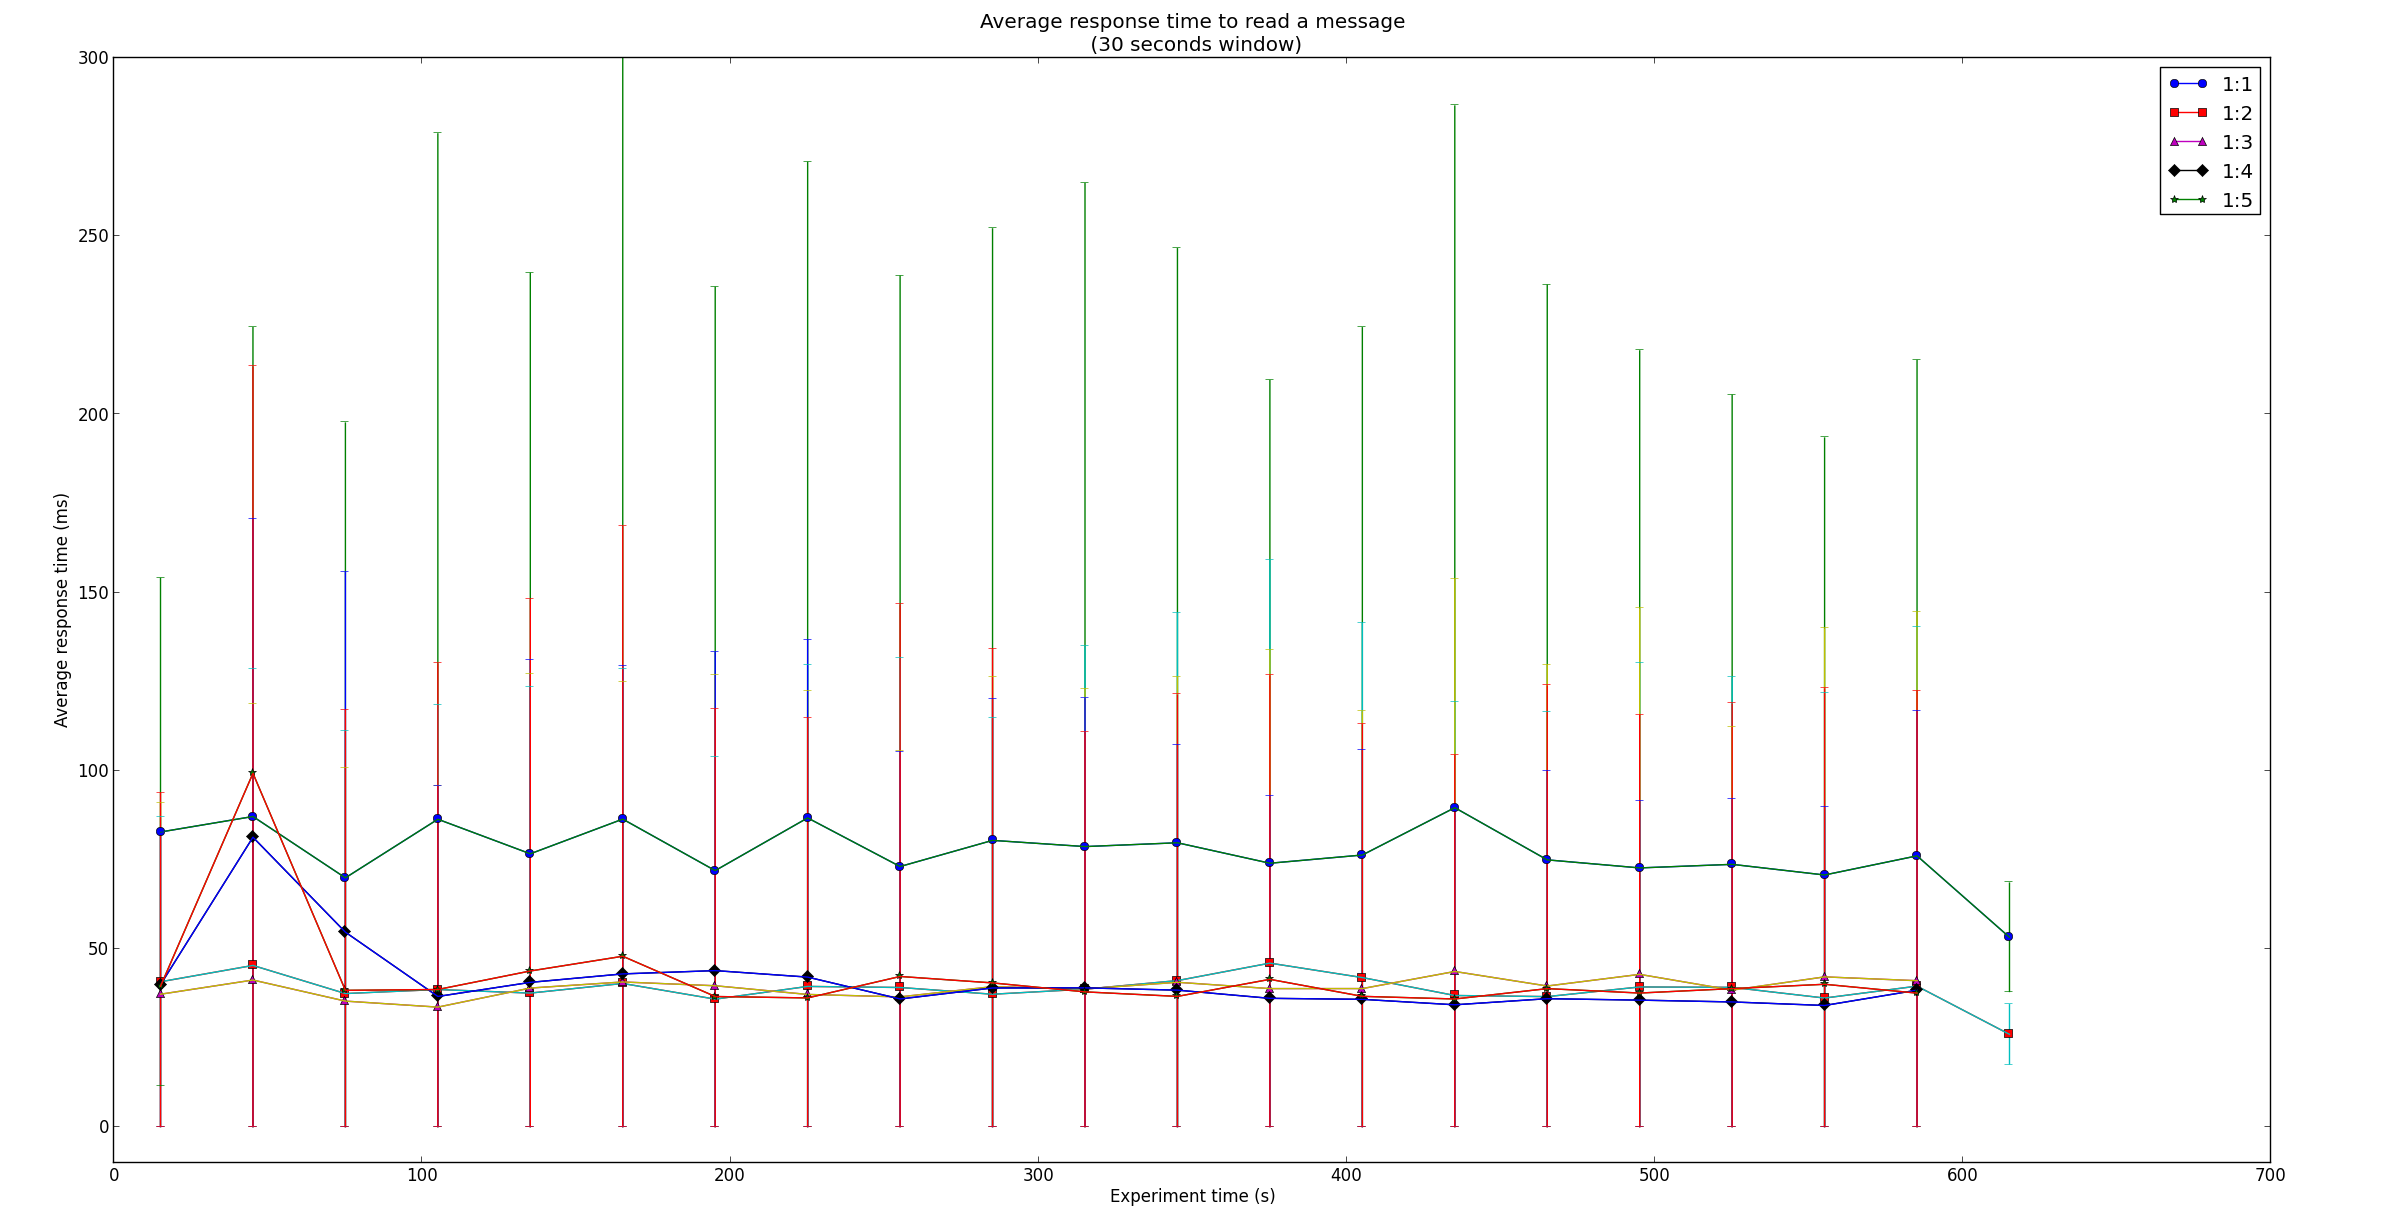 Average response time to read a message
(30 seconds window)
300
250
200
150
100
50
0
Average response time (ms)
1:1
1:2
1:3
1:4
1:5
0 100 200 300 400 500 600 700
Experiment time (s)